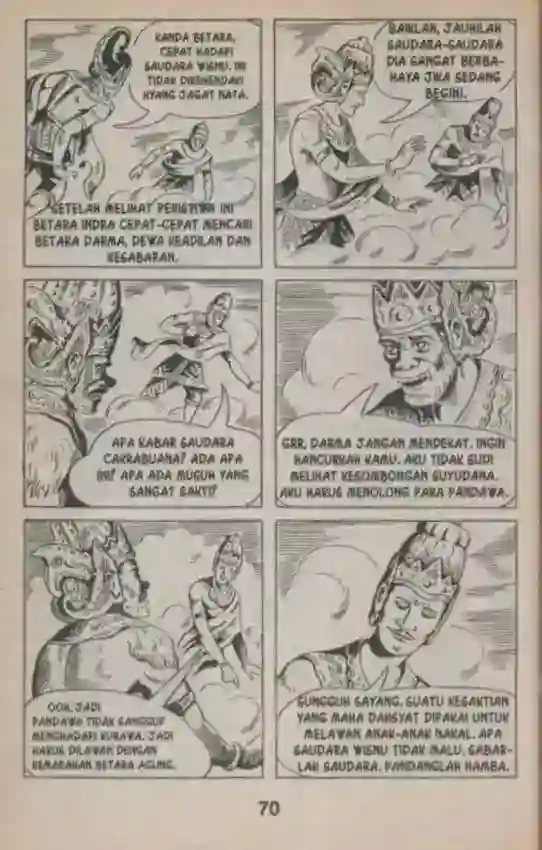 KANDA BETARA,
CEPAT HADAPI
SAUDARA WISNU. INI
TIDAK DIKEHENDAKI
HYANG JAGAT NATA.
SETELAH MELIHAT PERISTIWA INI
BETARA INDRA CEPAT-CEPAT MENCARI
BETARA DARMA, DEWA KEADILAN DAN
KESABARAN.
BAIKLAH, JAUHILAH
SAUDARA-SAUDARA
DIA SANGAT BERBA-
HAYA JIKA SEDANG
BEGINI.
APA KABAR SAUDARA
CAKRABUANA? ADA APA
INI? APA ADA MUSUH YANG
SANGAT SAKTI?
GRR, DARMA JANGAN MENDEKAT. INGIN
HANCURKAH KAMU. AKU TIDAK SUDI
MELIHAT KESOMBONGAN SUYUDANA.
AKU HARUS MENOLONG PARA PANDAWA.
OOH, JADI
PANDAWA TIDAK SANGGUP
MENGHADAPI KURAWA. JADI
HARUS DILAWAN DENGAN
KEMARAHAN BETARA AGUNG.
SUNGGUH SAYANG. SUATU KESAKTIAN
YANG MAHA DAHSYAT DIPAKAI UNTUK
MELAWAN ANAK-ANAK NAKAL. APA
SAUDARA WISNU TIDAK MALU. SABAR-
LAH SAUDARA. PANDANGLAH HAMBA.
70